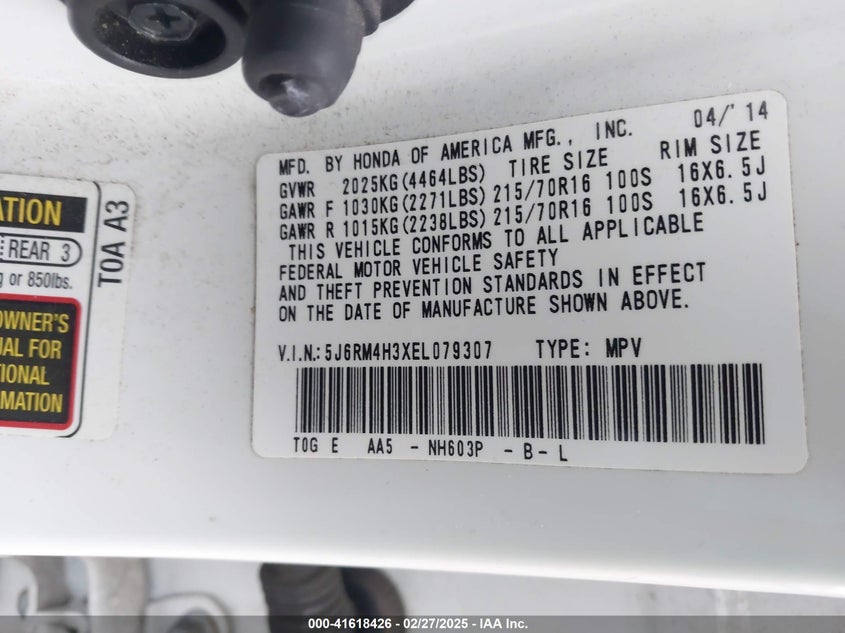 MFD. BY HONDA OF AMERICA MFG., INC. 04/'14
GVWR 2025KG(4464LBS) TIRE SIZE RIM SIZE
GAWR F 1030KG(2271LBS) 215/70R16 100S 16X6.5J
GAWR R 1015KG(2238LBS) 215/70R16 100S 16X6.5J
THIS VEHICLE CONFORMS TO ALL APPLICABLE
FEDERAL MOTOR VEHICLE SAFETY
AND THEFT PREVENTION STANDARDS IN EFFECT
ON THE DATE OF MANUFACTURE SHOWN ABOVE.
V.I.N.: 5J6RM4H3XEL079307 TYPE: MPV
T0G E AA5 - NH603P - B - L
ATION
REAR 3
g or 850lbs.
OWNER'S
UAL FOR
TIONAL
RMATION
T0A A3
000-41618426 - 02/27/2025 - IAA Inc.